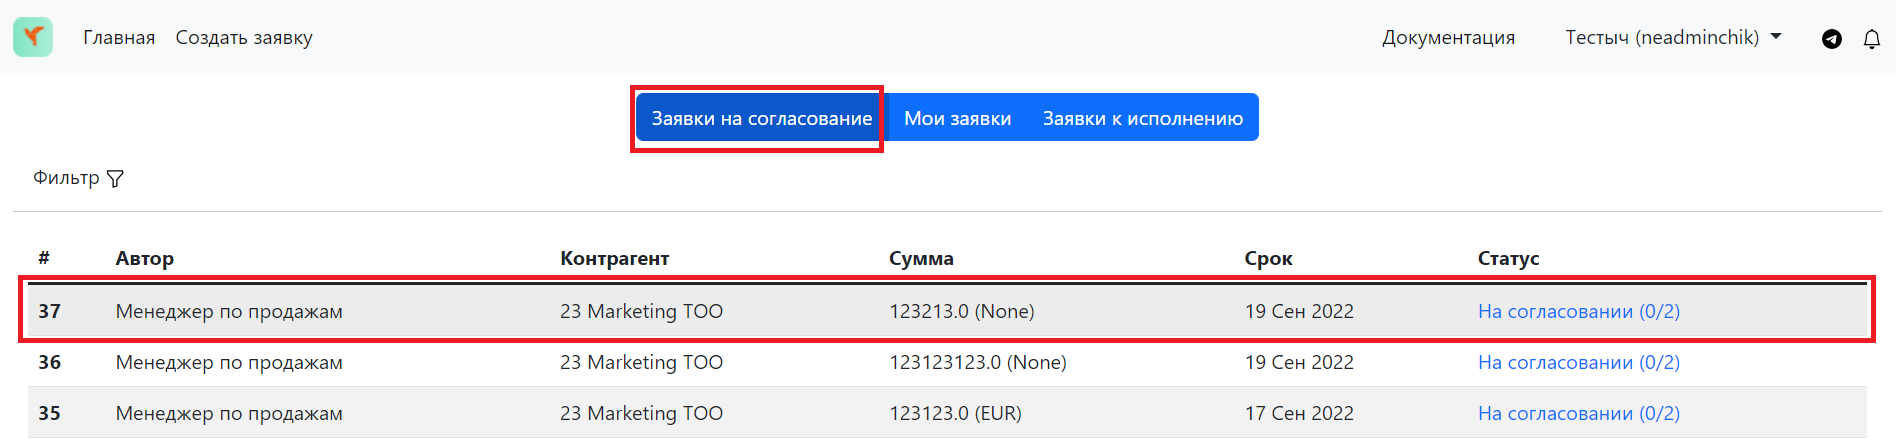 Главная Создать заявку Документация Тестыч (neadminchik)
Заявки на согласование Мои заявки Заявки к исполнению
Фильтр
# Автор Контрагент Сумма Срок Статус
37 Менеджер по продажам 23 Marketing ТОО 123213.0 (None) 19 Сен 2022 На согласовании (0/2)
36 Менеджер по продажам 23 Marketing ТОО 123123123.0 (None) 19 Сен 2022 На согласовании (0/2)
35 Менеджер по продажам 23 Marketing ТОО 123123.0 (EUR) 17 Сен 2022 На согласовании (0/2)